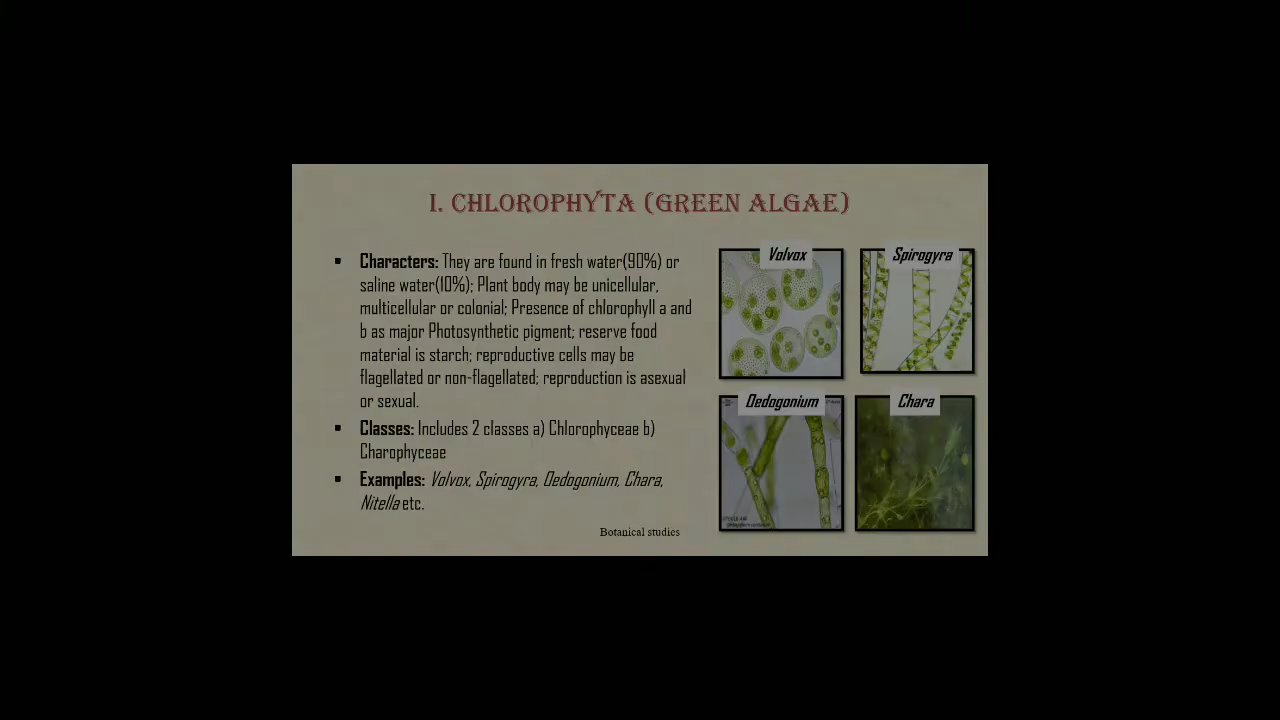 I. CHLOROPHYTA (GREEN ALGAE)
▪ Characters: They are found in fresh water(90%) or
saline water(10%); Plant body may be unicellular,
multicellular or colonial; Presence of chlorophyll a and
b as major Photosynthetic pigment; reserve food
material is starch; reproductive cells may be
flagellated or non-flagellated; reproduction is asexual
or sexual.
▪ Classes: Includes 2 classes a) Chlorophyceae b)
Charophyceae
▪ Examples: Volvox, Spirogyra, Oedogonium, Chara,
Nitella etc.
Botanical studies
Volvox
Spirogyra
Oedogonium
Chara